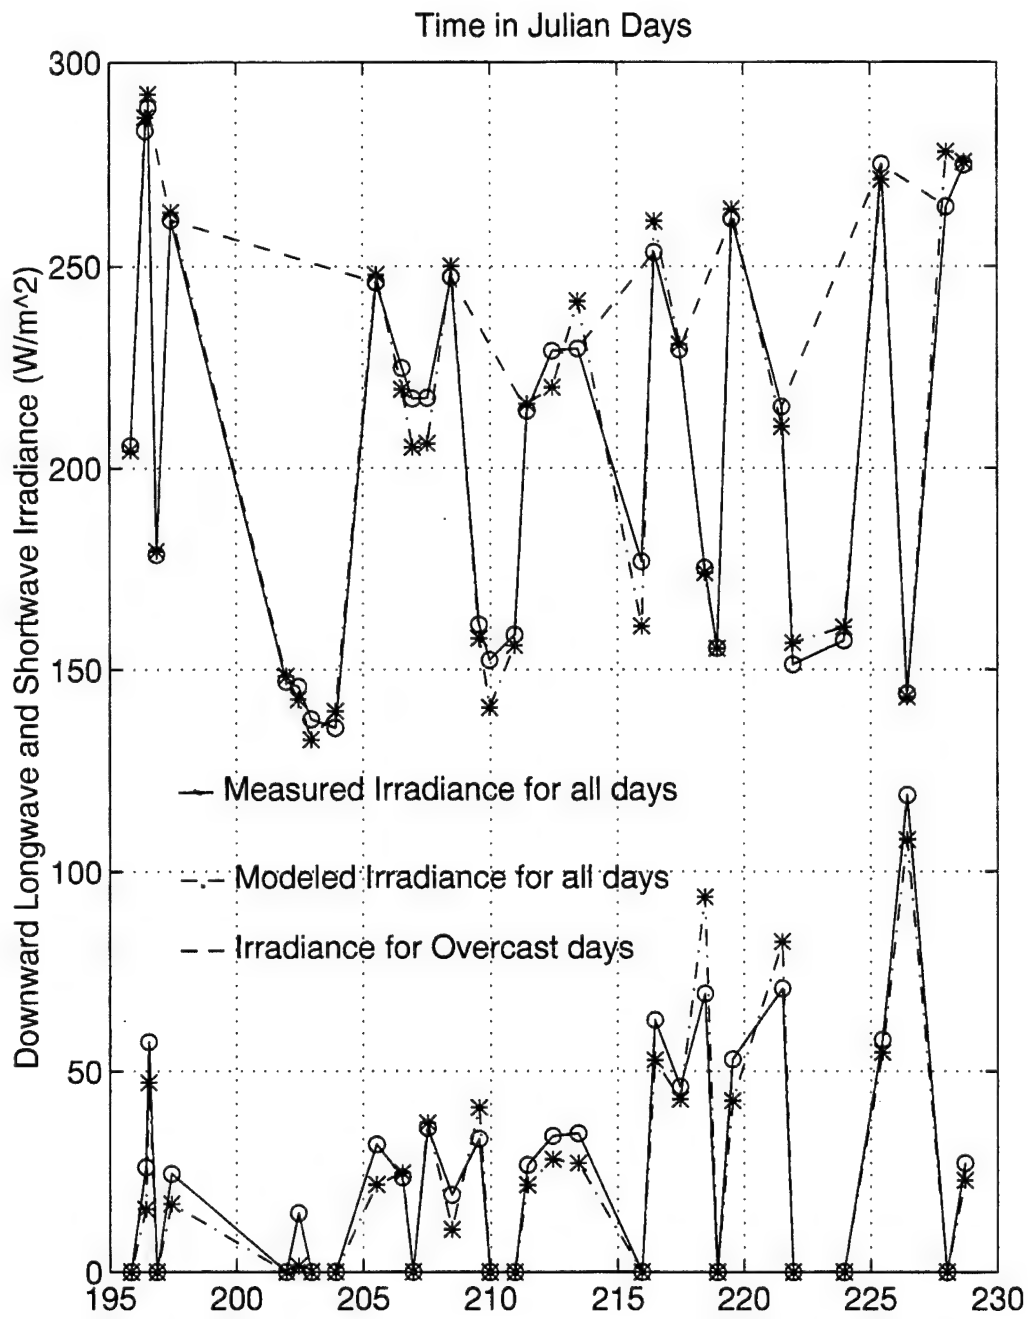 Time in Julian Days
300
250
200
150
100
50
0
Downward Longwave and Shortwave Irradiance (W/m^2)
Measured Irradiance for all days
Modeled Irradiance for all days
Irradiance for Overcast days
195 200 205 210 215 220 225 230